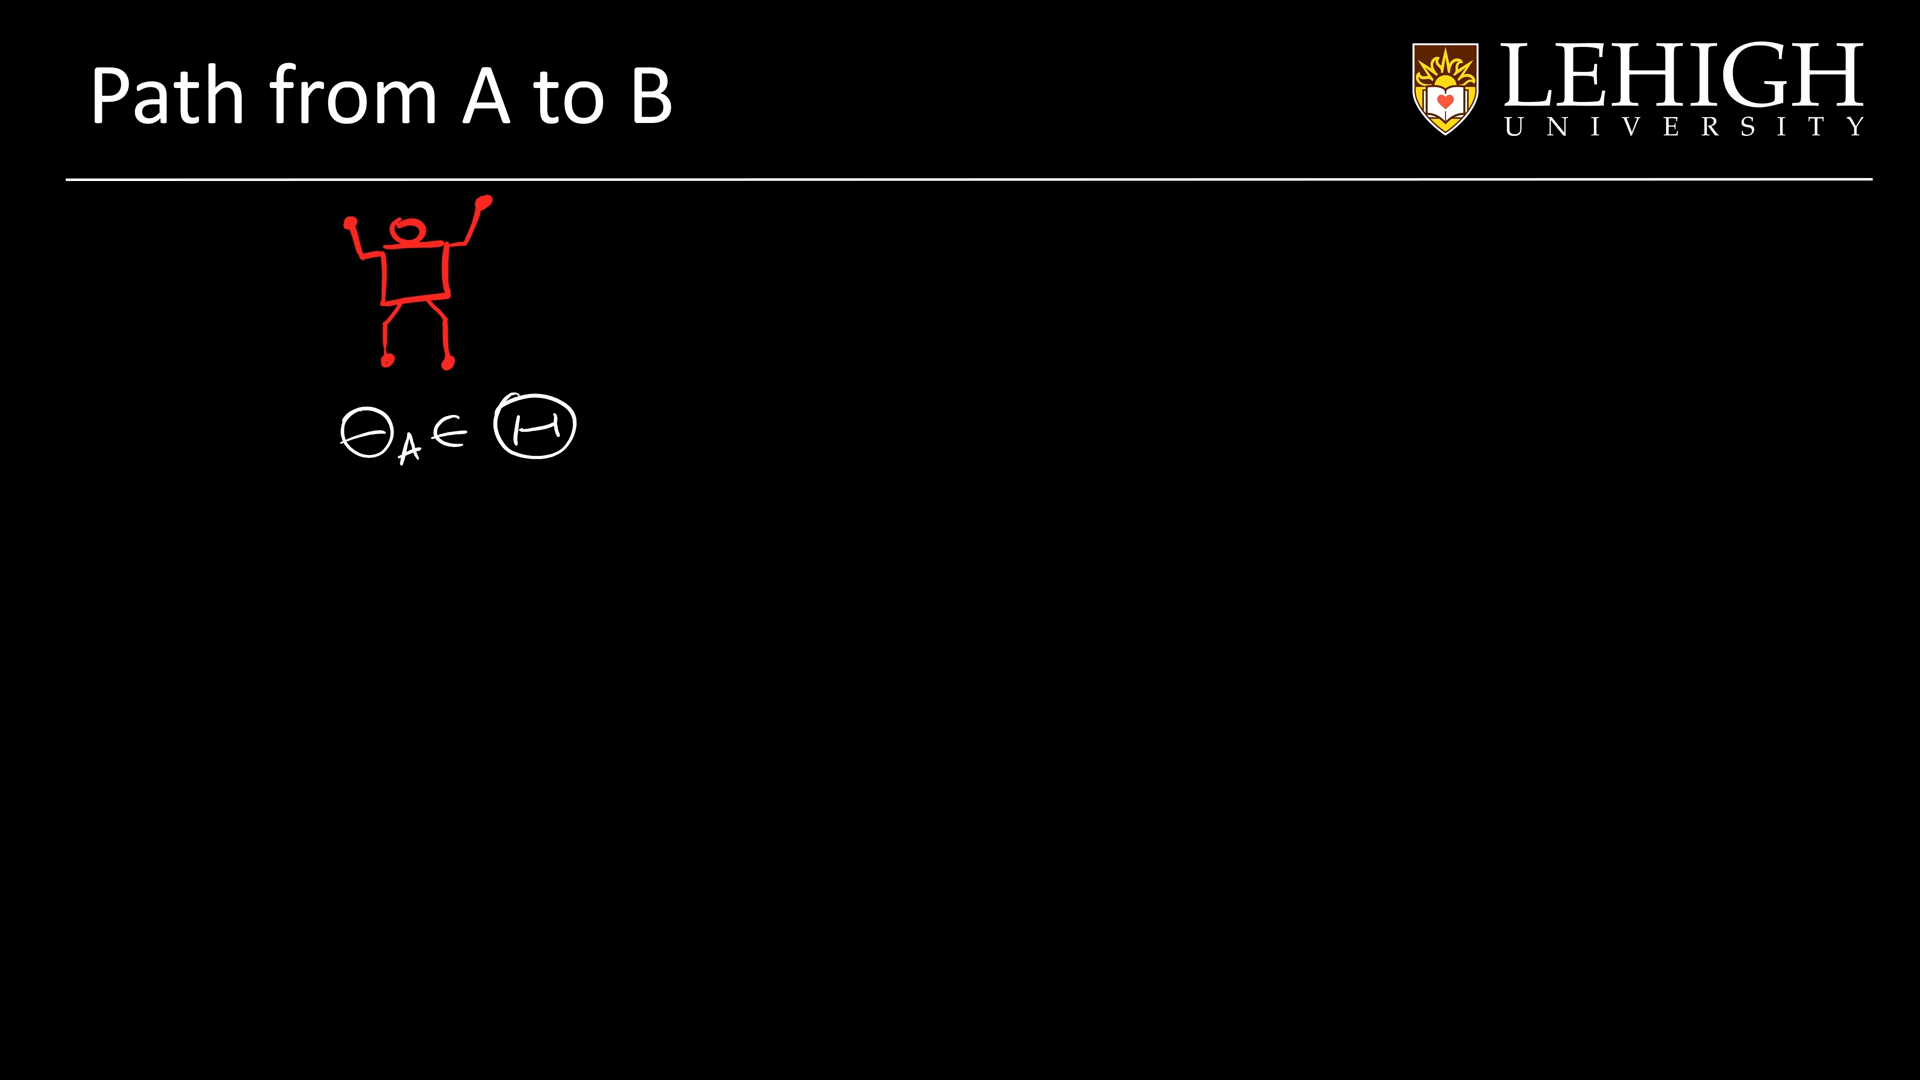 Path from A to B
LEHIGH
UNIVERSITY
θ_A ∈ Θ